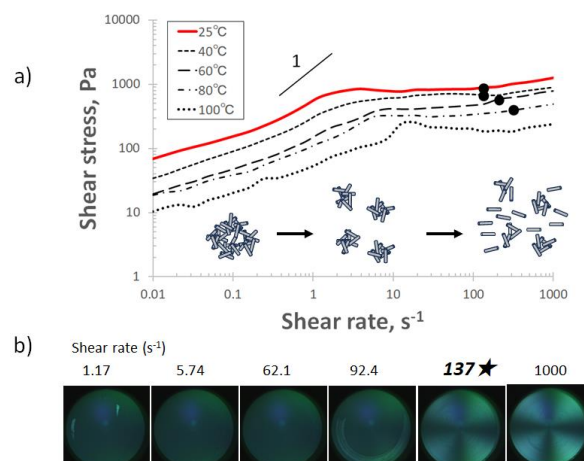 a)
Shear stress, Pa
10000
1000
100
10
1
25℃
40℃
60℃
80℃
100℃
1
0.01 0.1 1 10 100 1000
Shear rate, s⁻¹
b)
Shear rate (s⁻¹)
1.17 5.74 62.1 92.4 137★ 1000